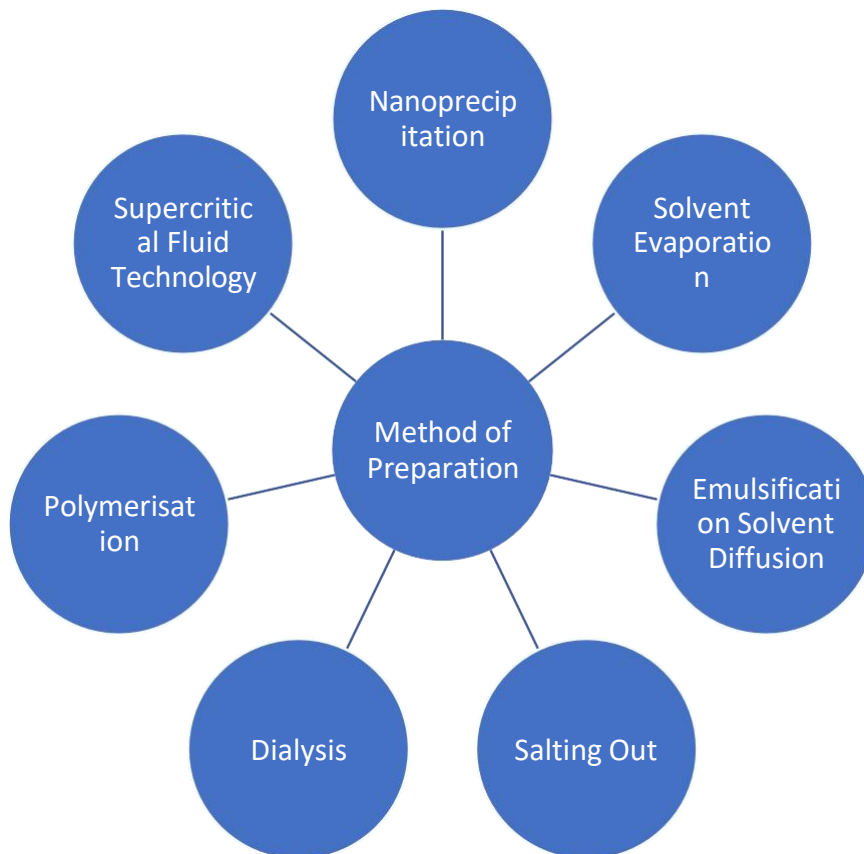 Nanoprecip
itation
Supercritic
al Fluid
Technology
Solvent
Evaporatio
n
Method of
Preparation
Polymerisat
ion
Emulsificati
on Solvent
Diffusion
Dialysis
Salting Out